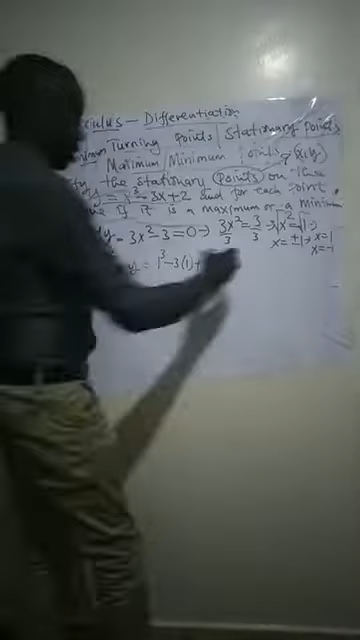 culus - Differentiation
Turning Points | Stationary Points
Maximum/Minimum Points, (x,y)
the stationary Points on the
y = x³ - 3x + 2 and for each point,
if it is a maximum or a minimum
dy = 3x² - 3 = 0 → 3x²/3 = 3/3 → √x² = √1 →
x = ±1 → x = 1
x = -1
y = 1³ - 3(1) +